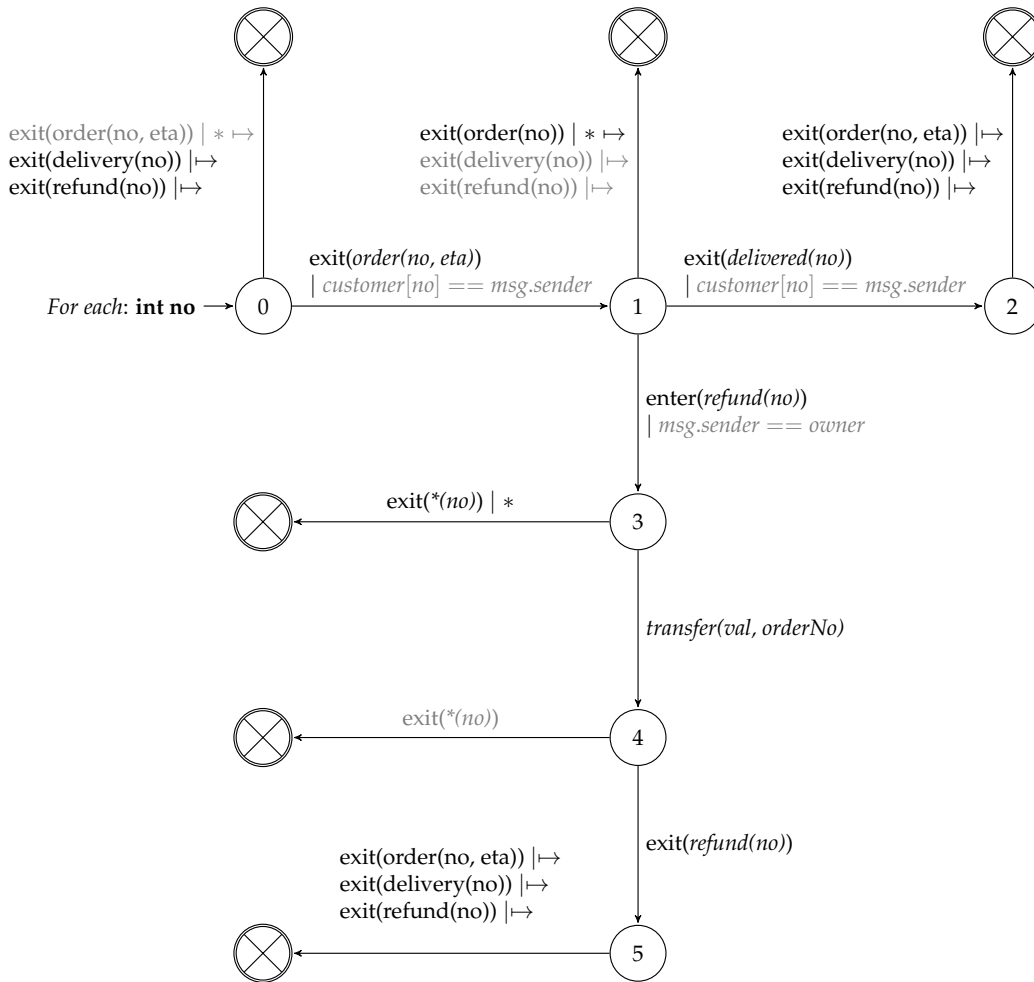 exit(order(no, eta)) | * ↦
exit(delivery(no)) |↦
exit(refund(no)) |↦
exit(order(no)) | * ↦
exit(delivery(no)) |↦
exit(refund(no)) |↦
exit(order(no, eta)) |↦
exit(delivery(no)) |↦
exit(refund(no)) |↦
exit(order(no, eta))
| customer[no] == msg.sender
exit(delivered(no))
| customer[no] == msg.sender
For each: int no
0
1
2
enter(refund(no))
| msg.sender == owner
exit(*(no)) | *
3
transfer(val, orderNo)
exit(*(no))
4
exit(refund(no))
exit(order(no, eta)) |↦
exit(delivery(no)) |↦
exit(refund(no)) |↦
5